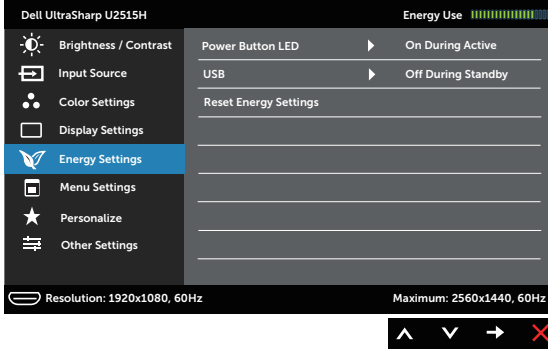 Dell UltraSharp U2515H Energy Use
Brightness / Contrast Power Button LED On During Active
Input Source USB Off During Standby
Color Settings Reset Energy Settings
Display Settings
Energy Settings
Menu Settings
Personalize
Other Settings
Resolution: 1920x1080, 60Hz Maximum: 2560x1440, 60Hz